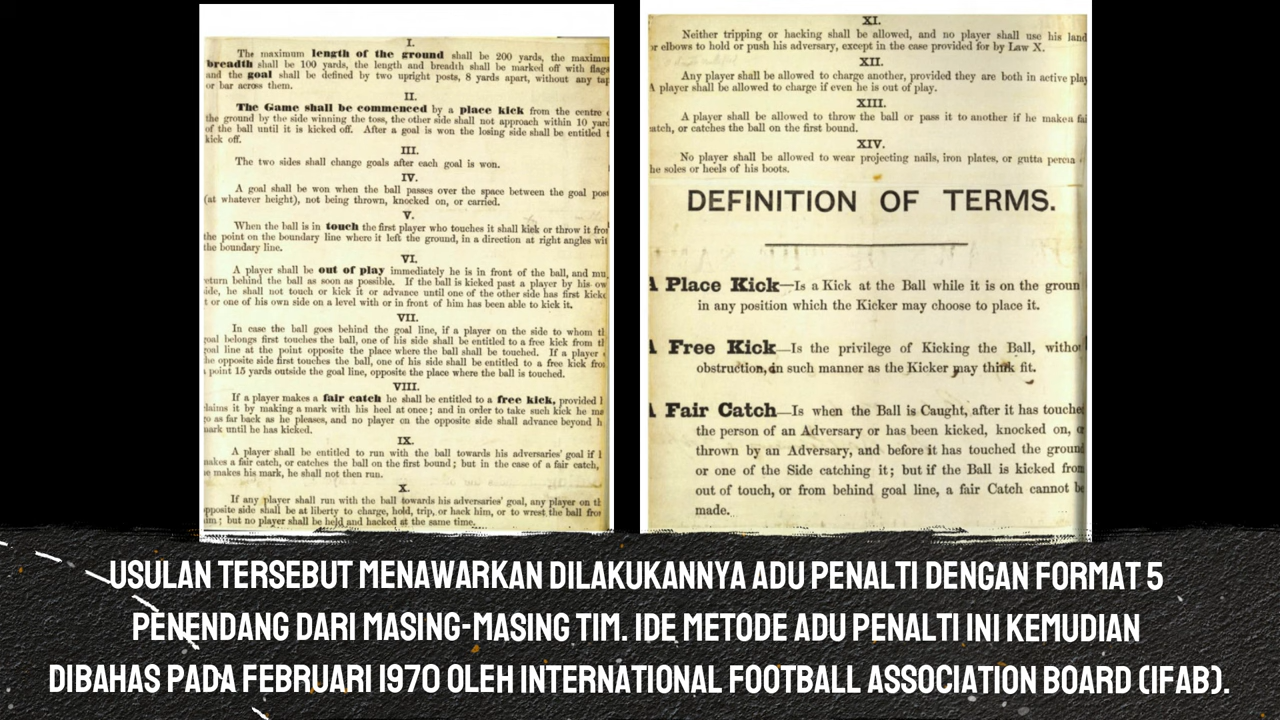 I.
The maximum length of the ground shall be 200 yards, the maximum
breadth shall be 100 yards, the length and breadth shall be marked off with flags
and the goal shall be defined by two upright posts, 8 yards apart, without any tap
or bar across them.
II.
The Game shall be commenced by a place kick from the centre
the ground by the side winning the toss, the other side shall not approach within 10 yard
of the ball until it is kicked off. After a goal is won the losing side shall be entitled t
kick off.
III.
The two sides shall change goals after each goal is won.
IV.
A goal shall be won when the ball passes over the space between the goal post
(at whatever height), not being thrown, knocked on, or carried.
V.
When the ball is in touch the first player who touches it shall kick or throw it from
the point on the boundary line where it left the ground, in a direction at right angles wit
the boundary line.
VI.
A player shall be out of play immediately he is in front of the ball, and mu
eturn behind the ball as soon as possible. If the ball is kicked past a player by his ow
side, he shall not touch or kick it or advance until one of the other side has first kicke
t or one of his own side on a level with or in front of him has been able to kick it.
VII.
In case the ball goes behind the goal line, if a player on the side to whom th
goal belongs first touches the ball, one of his side shall be entitled to a free kick from th
goal line at the point opposite the place where the ball shall be touched. If a player
he opposite side first touches the ball, one of his side shall be entitled to a free kick fro
point 15 yards outside the goal line, opposite the place where the ball is touched.
VIII.
If a player makes a fair catch he shall be entitled to a free kick, provided
laims it by making a mark with his heel at once; and in order to take such kick he ma
go as far back as he pleases, and no player on the opposite side shall advance beyond h
mark until he has kicked.
IX.
A player shall be entitled to run with the ball towards his adversaries' goal if
makes a fair catch, or catches the ball on the first bound; but in the case of a fair catch,
he makes his mark, he shall not then run.
X.
If any player shall run with the ball towards his adversaries' goal, any player on th
opposite side shall be at liberty to charge, hold, trip, or hack him, or to wrest the ball fro
him; but no player shall be held and hacked at the same time.
XI.
Neither tripping or hacking shall be allowed, and no player shall use his hand
or elbows to hold or push his adversary, except in the case provided for by Law X.
XII.
Any player shall be allowed to charge another, provided they are both in active play
A player shall be allowed to charge if even he is out of play.
XIII.
A player shall be allowed to throw the ball or pass it to another if he makea fai
catch, or catches the ball on the first bound.
XIV.
No player shall be allowed to wear projecting nails, iron plates, or gutta percha
he soles or heels of his boots.
DEFINITION OF TERMS.
A Place Kick—Is a Kick at the Ball while it is on the groun
in any position which the Kicker may choose to place it.
A Free Kick—Is the privilege of Kicking the Ball, withou
obstruction, in such manner as the Kicker may think fit.
A Fair Catch—Is when the Ball is Caught, after it has touched
the person of an Adversary or has been kicked, knocked on, o
thrown by an Adversary, and before it has touched the ground
or one of the Side catching it; but if the Ball is kicked from
out of touch, or from behind goal line, a fair Catch cannot be
made.
USULAN TERSEBUT MENAWARKAN DILAKUKANNYA ADU PENALTI DENGAN FORMAT 5
PENENDANG DARI MASING-MASING TIM. IDE METODE ADU PENALTI INI KEMUDIAN
DIBAHAS PADA FEBRUARI 1970 OLEH INTERNATIONAL FOOTBALL ASSOCIATION BOARD (IFAB).